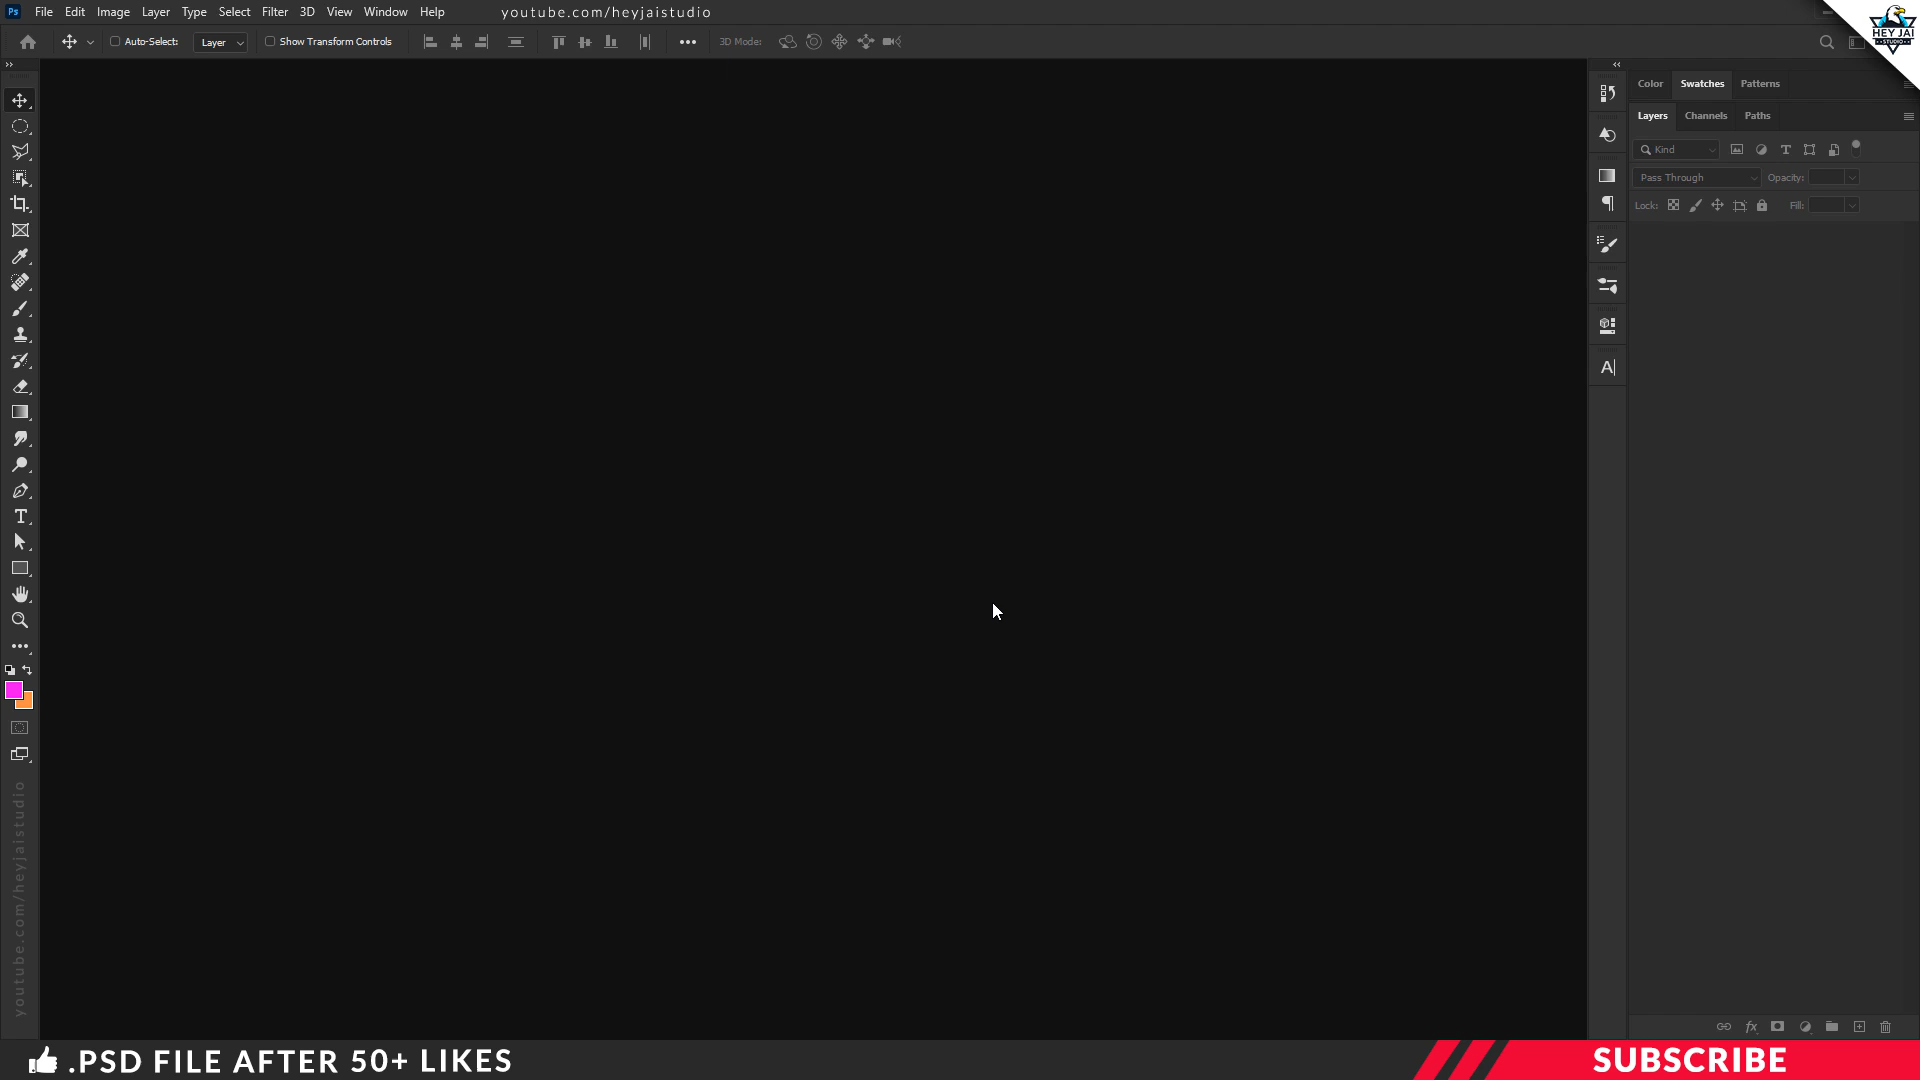 Ps File Edit Image Layer Type Select Filter 3D View Window Help youtube.com/heyjaistudio
Auto-Select: Layer Show Transform Controls 3D Mode:
HEY JAI
STUDIO
Color Swatches Patterns
Layers Channels Paths
Kind
Pass Through Opacity:
Lock: Fill:
youtube.com/heyjaistudio
.PSD FILE AFTER 50+ LIKES
SUBSCRIBE